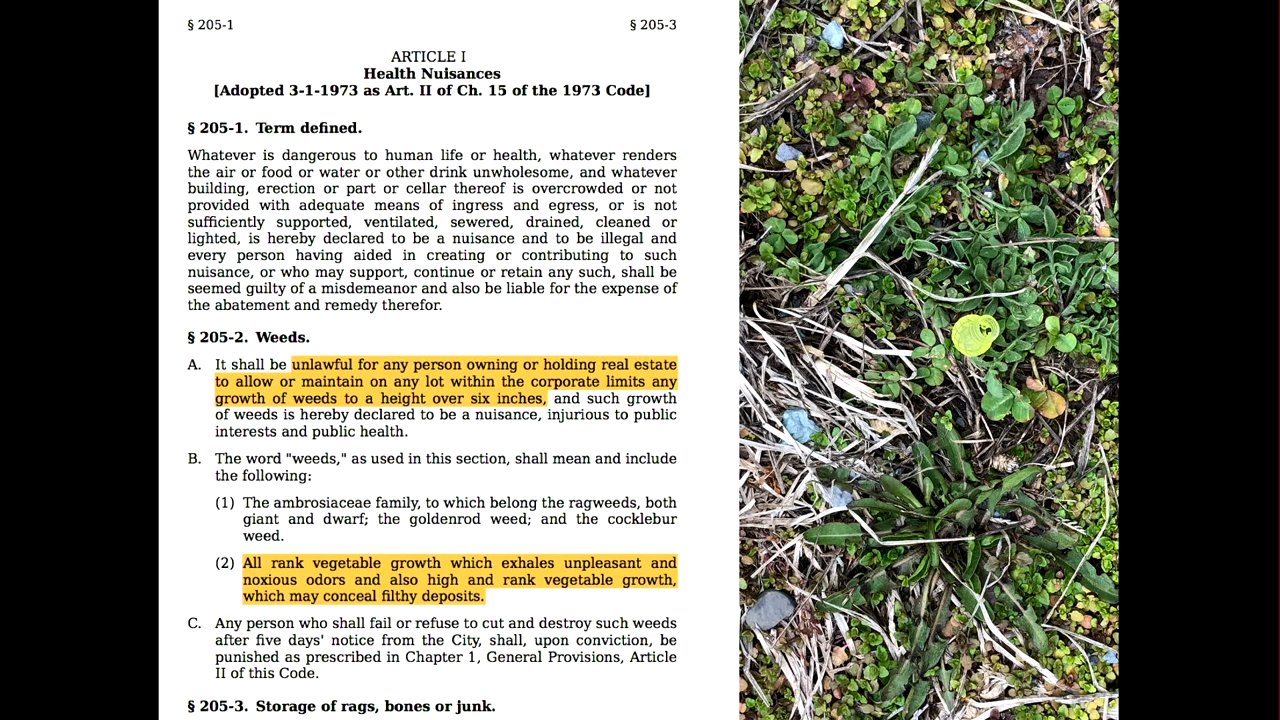 § 205-1 § 205-3
ARTICLE I
Health Nuisances
[Adopted 3-1-1973 as Art. II of Ch. 15 of the 1973 Code]
§ 205-1. Term defined.
Whatever is dangerous to human life or health, whatever renders
the air or food or water or other drink unwholesome, and whatever
building, erection or part or cellar thereof is overcrowded or not
provided with adequate means of ingress and egress, or is not
sufficiently supported, ventilated, sewered, drained, cleaned or
lighted, is hereby declared to be a nuisance and to be illegal and
every person having aided in creating or contributing to such
nuisance, or who may support, continue or retain any such, shall be
seemed guilty of a misdemeanor and also be liable for the expense of
the abatement and remedy therefor.
§ 205-2. Weeds.
A. It shall be unlawful for any person owning or holding real estate
to allow or maintain on any lot within the corporate limits any
growth of weeds to a height over six inches, and such growth
of weeds is hereby declared to be a nuisance, injurious to public
interests and public health.
B. The word "weeds," as used in this section, shall mean and include
the following:
(1) The ambrosiaceae family, to which belong the ragweeds, both
giant and dwarf; the goldenrod weed; and the cocklebur
weed.
(2) All rank vegetable growth which exhales unpleasant and
noxious odors and also high and rank vegetable growth,
which may conceal filthy deposits.
C. Any person who shall fail or refuse to cut and destroy such weeds
after five days' notice from the City, shall, upon conviction, be
punished as prescribed in Chapter 1, General Provisions, Article
II of this Code.
§ 205-3. Storage of rags, bones or junk.